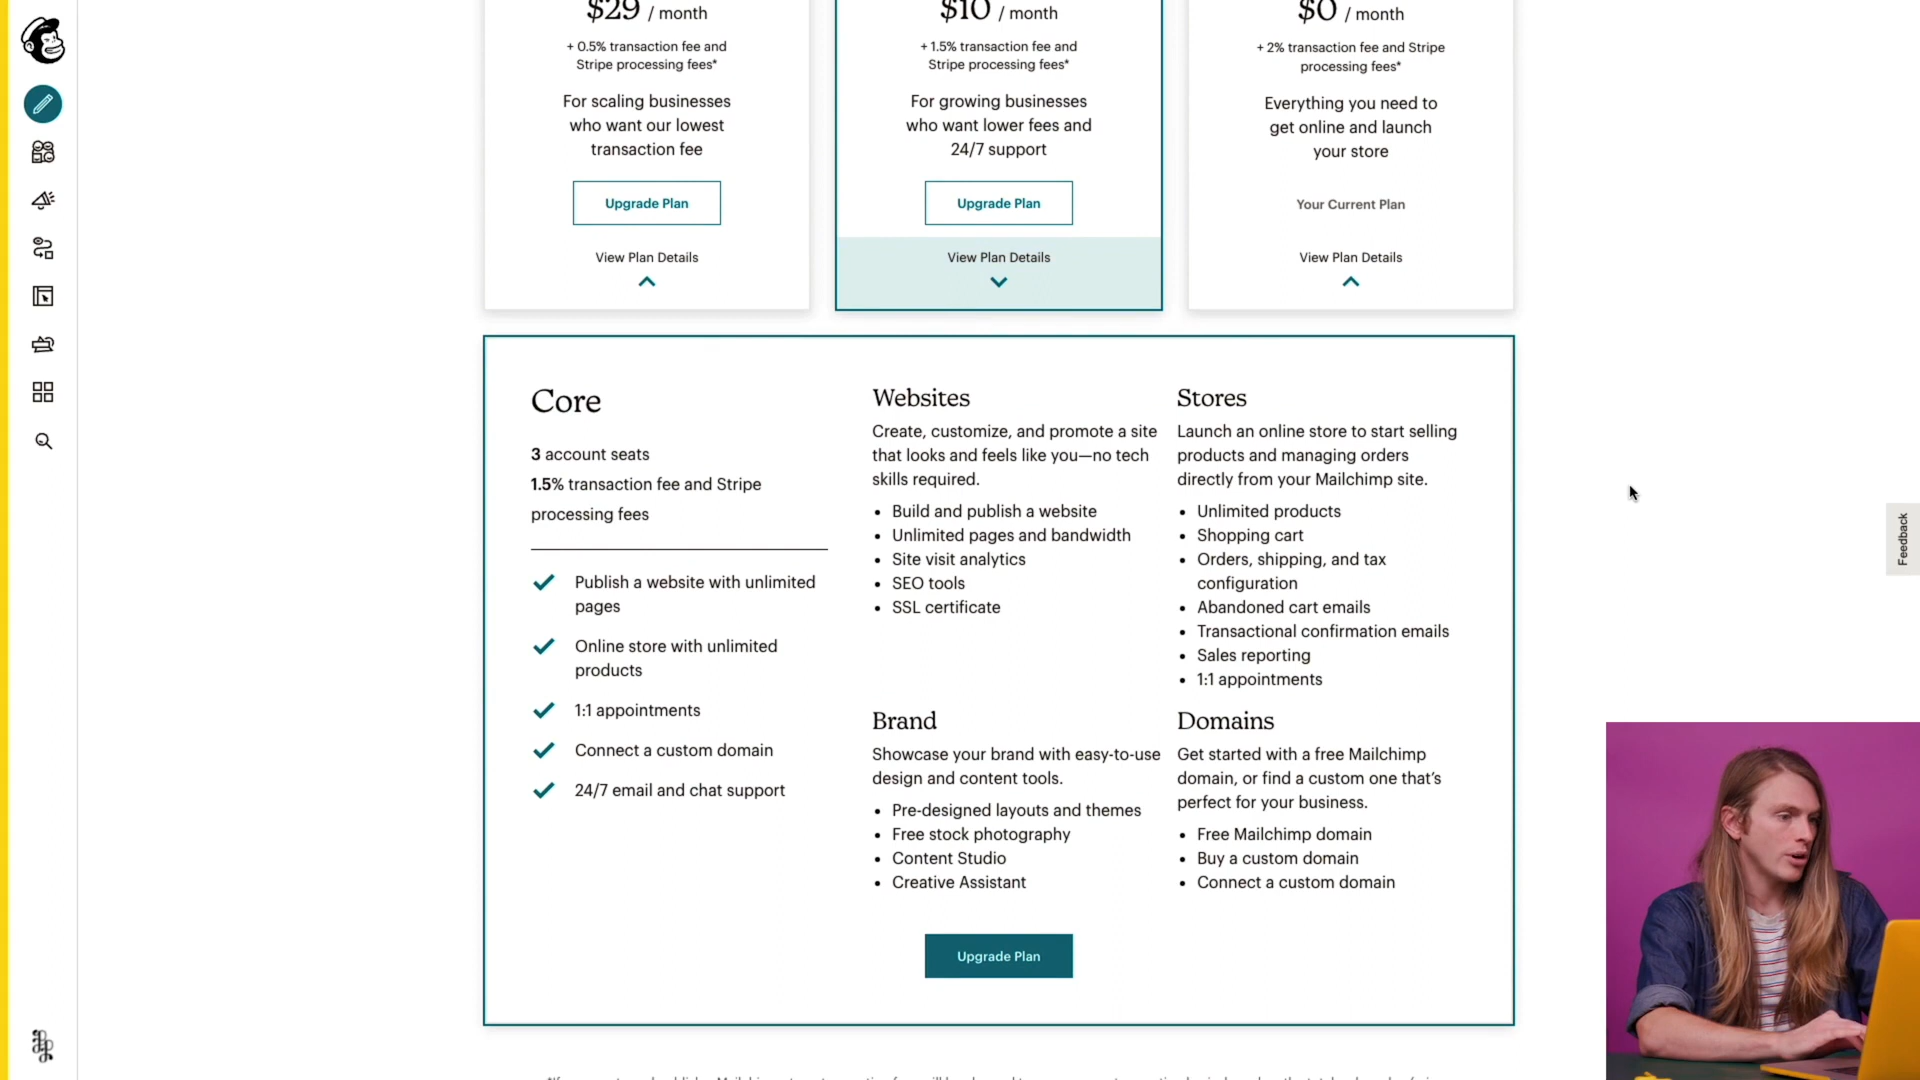 $29 / month
+ 0.5% transaction fee and
Stripe processing fees*
For scaling businesses
who want our lowest
transaction fee
Upgrade Plan
View Plan Details
$10 / month
+ 1.5% transaction fee and
Stripe processing fees*
For growing businesses
who want lower fees and
24/7 support
Upgrade Plan
View Plan Details
$0 / month
+ 2% transaction fee and Stripe
processing fees*
Everything you need to
get online and launch
your store
Your Current Plan
View Plan Details
Core
3 account seats
1.5% transaction fee and Stripe
processing fees
Publish a website with unlimited
pages
Online store with unlimited
products
1:1 appointments
Connect a custom domain
24/7 email and chat support
Websites
Create, customize, and promote a site
that looks and feels like you—no tech
skills required.
• Build and publish a website
• Unlimited pages and bandwidth
• Site visit analytics
• SEO tools
• SSL certificate
Stores
Launch an online store to start selling
products and managing orders
directly from your Mailchimp site.
• Unlimited products
• Shopping cart
• Orders, shipping, and tax
configuration
• Abandoned cart emails
• Transactional confirmation emails
• Sales reporting
• 1:1 appointments
Brand
Showcase your brand with easy-to-use
design and content tools.
• Pre-designed layouts and themes
• Free stock photography
• Content Studio
• Creative Assistant
Domains
Get started with a free Mailchimp
domain, or find a custom one that's
perfect for your business.
• Free Mailchimp domain
• Buy a custom domain
• Connect a custom domain
Upgrade Plan
Feedback